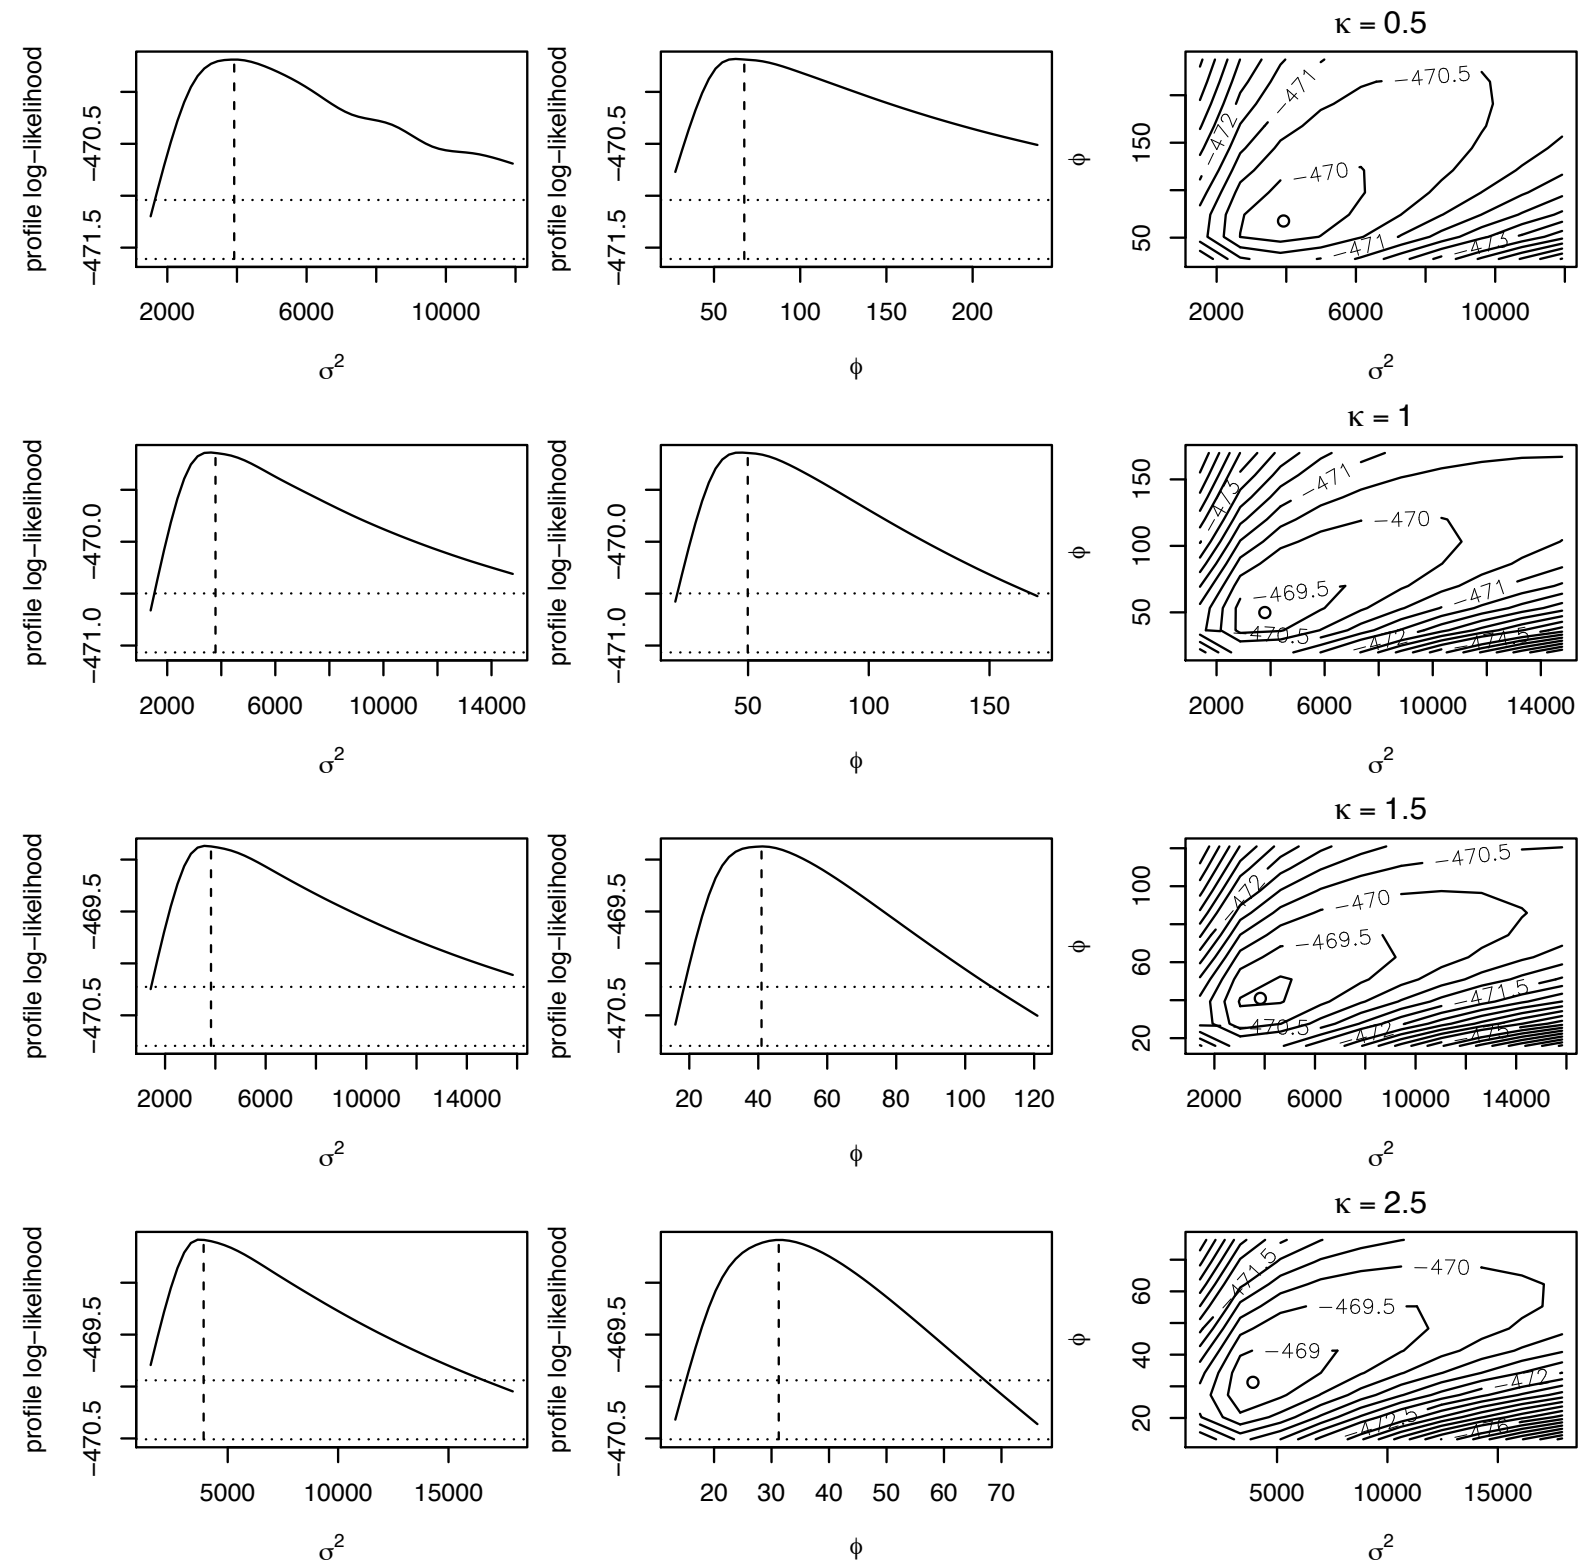 κ = 0.5
profile log−likelihood
−471.5 −470.5
2000 6000 10000
σ2
profile log−likelihood
−471.5 −470.5
50 100 150 200
ϕ
ϕ
50 150
−470.5
−471
−472
−470
−471
−473
2000 6000 10000
σ2
κ = 1
profile log−likelihood
−471.0 −470.0
2000 6000 10000 14000
σ2
profile log−likelihood
−471.0 −470.0
50 100 150
ϕ
ϕ
50 100 150
−471
−473
−470
−469.5
−471
−470.5
−472
−474.5
2000 6000 10000 14000
σ2
κ = 1.5
profile log−likelihood
−470.5 −469.5
2000 6000 10000 14000
σ2
profile log−likelihood
−470.5 −469.5
20 40 60 80 100 120
ϕ
ϕ
20 60 100
−470.5
−472
−470
−469.5
−471.5
−470.5
−472
−475
2000 6000 10000 14000
σ2
κ = 2.5
profile log−likelihood
−470.5 −469.5
5000 10000 15000
σ2
profile log−likelihood
−470.5 −469.5
20 30 40 50 60 70
ϕ
ϕ
20 40 60
−471.5
−470
−469.5
−469
−472
−472.5
−476
5000 10000 15000
σ2